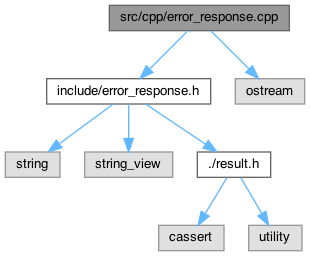 src/cpp/error_response.cpp
include/error_response.h
ostream
string
string_view
./result.h
cassert
utility